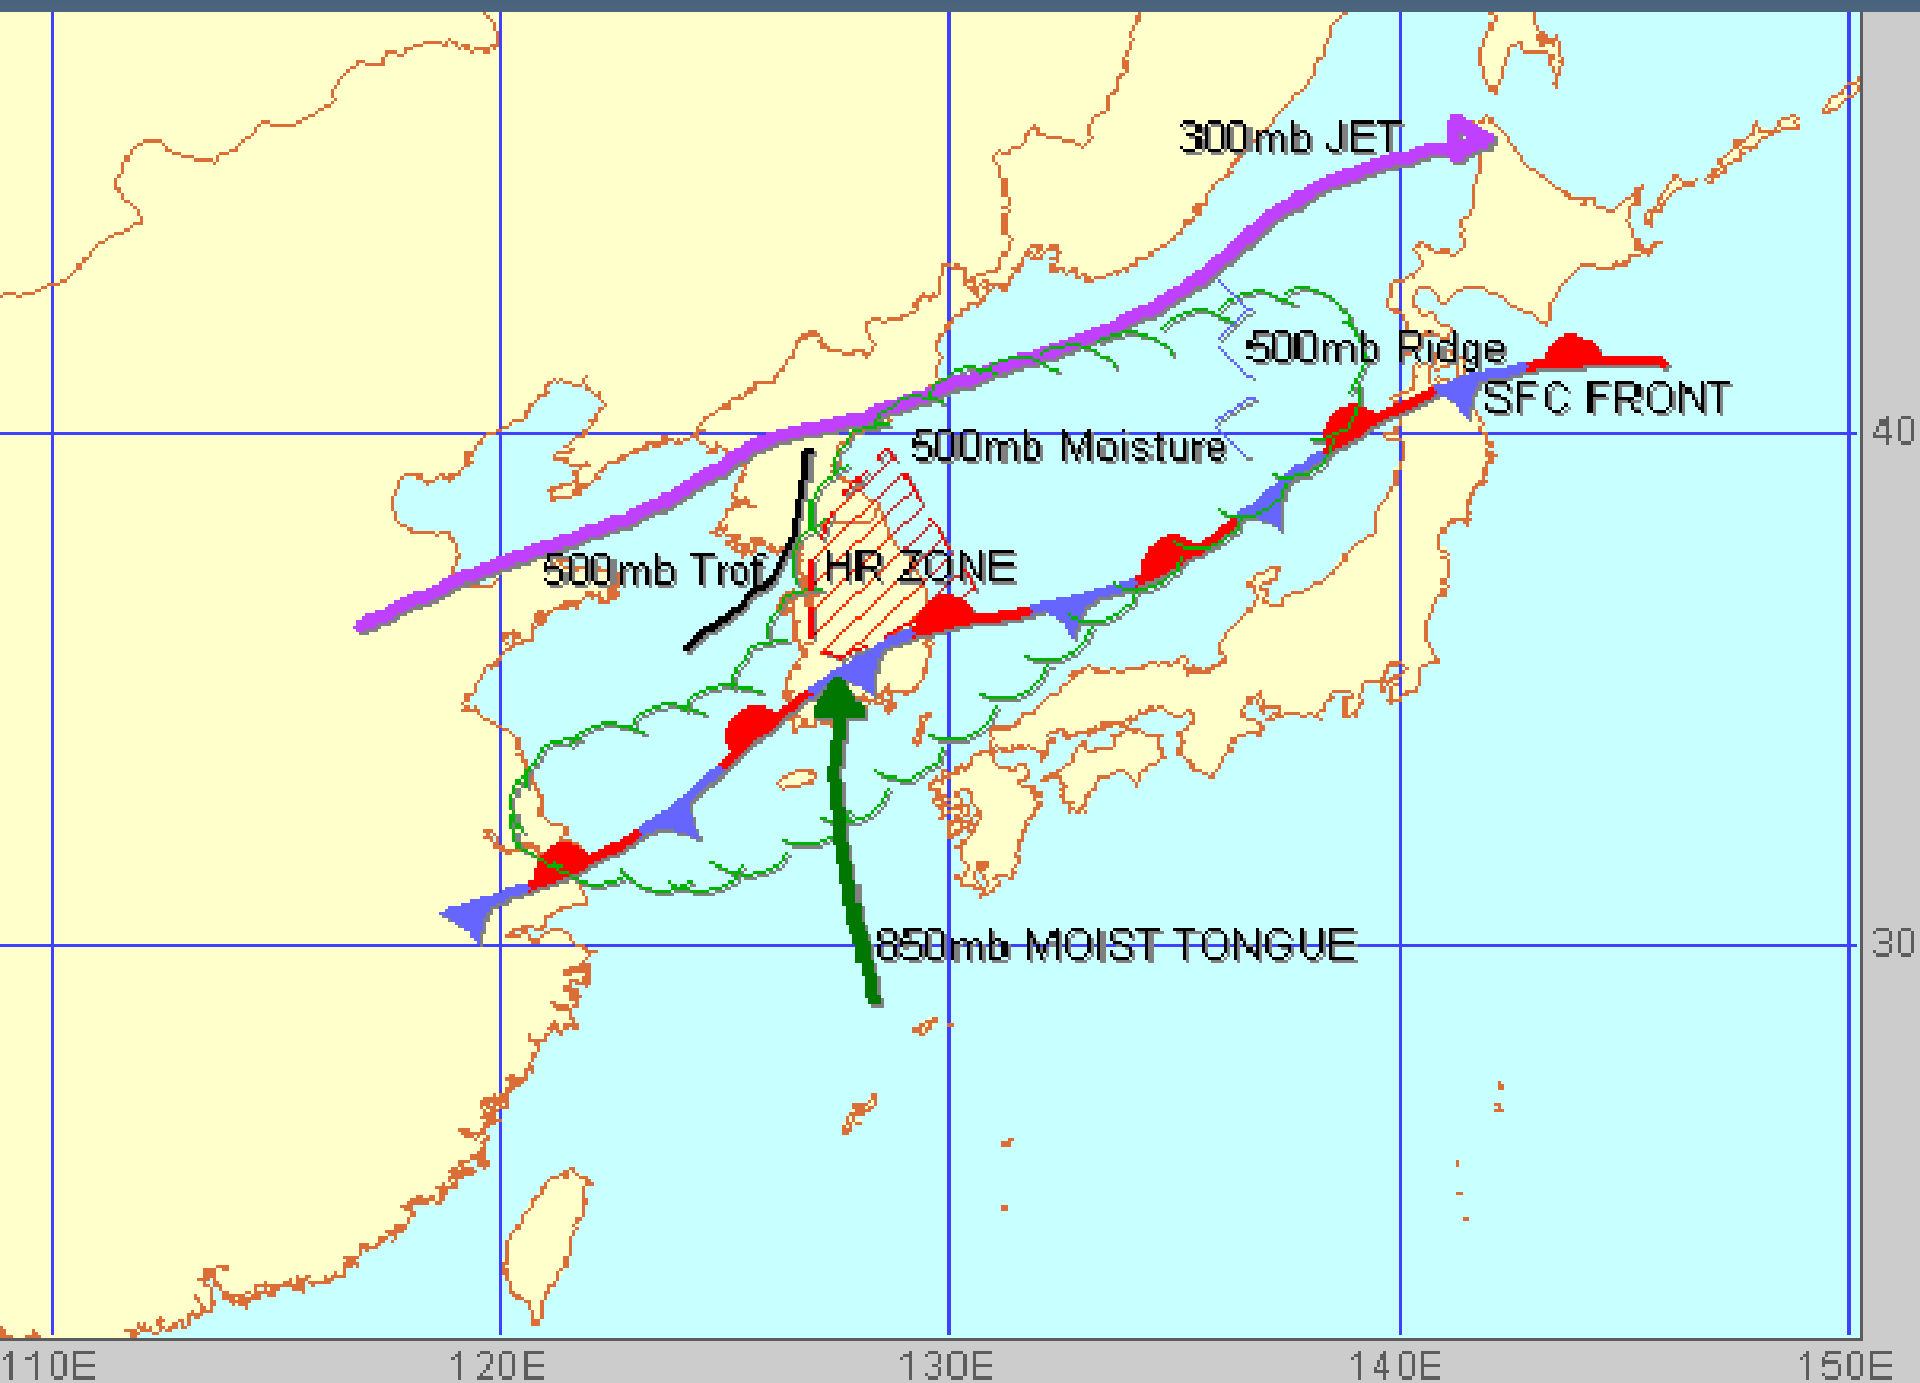 300mb JET
500mb Ridge
SFC FRONT
40
500mb Moisture
500mb Trof
HR ZONE
850mb MOIST TONGUE
30
110E 120E 130E 140E 150E